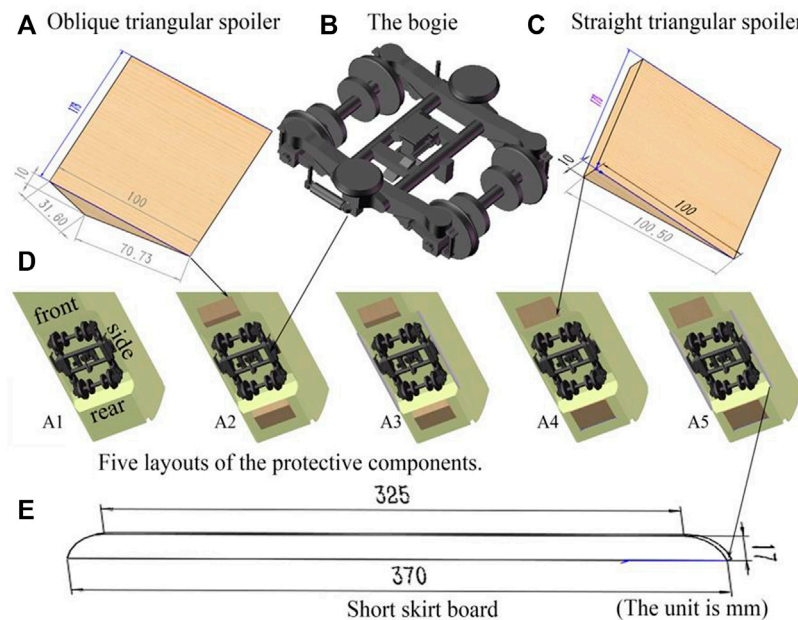 A Oblique triangular spoiler
B The bogie
C Straight triangular spoiler
10
31.60
100
70.73
10
100
100.50
D
front
side
rear
A1
A2
A3
A4
A5
Five layouts of the protective components.
E
325
17
370
Short skirt board
(The unit is mm)